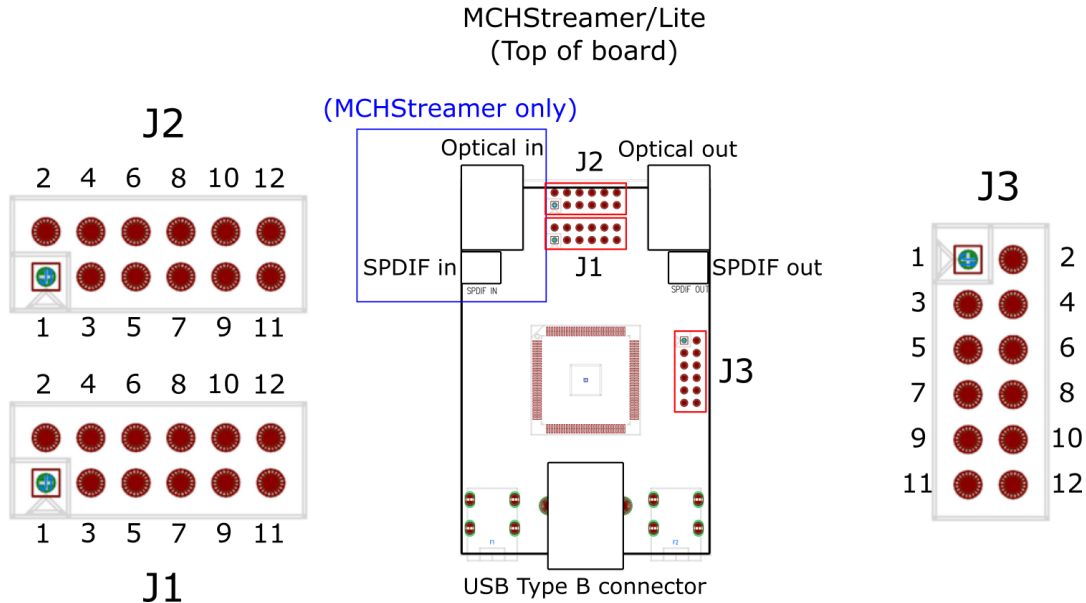 MCHStreamer/Lite
(Top of board)
(MCHStreamer only)
J2
2 4 6 8 10 12
1 3 5 7 9 11
2 4 6 8 10 12
1 3 5 7 9 11
J1
Optical in
J2
Optical out
J1
SPDIF in
SPDIF IN
SPDIF out
SPDIF OUT
J3
F1
F2
USB Type B connector
J3
1 2
3 4
5 6
7 8
9 10
11 12